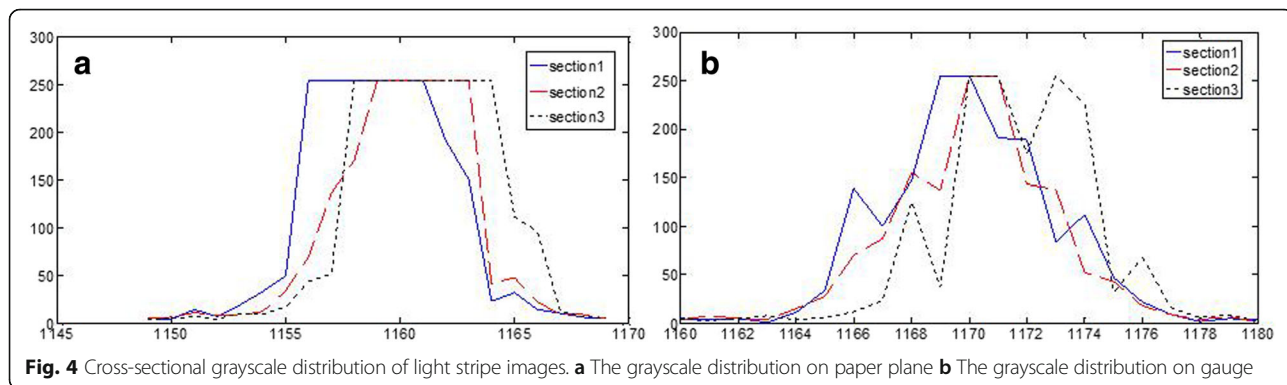 300
250
200
150
100
50
0
1145 1150 1155 1160 1165 1170
a
section1
section2
section3
300
250
200
150
100
50
0
1160 1162 1164 1166 1168 1170 1172 1174 1176 1178 1180
b
section1
section2
section3
Fig. 4 Cross-sectional grayscale distribution of light stripe images. a The grayscale distribution on paper plane b The grayscale distribution on gauge